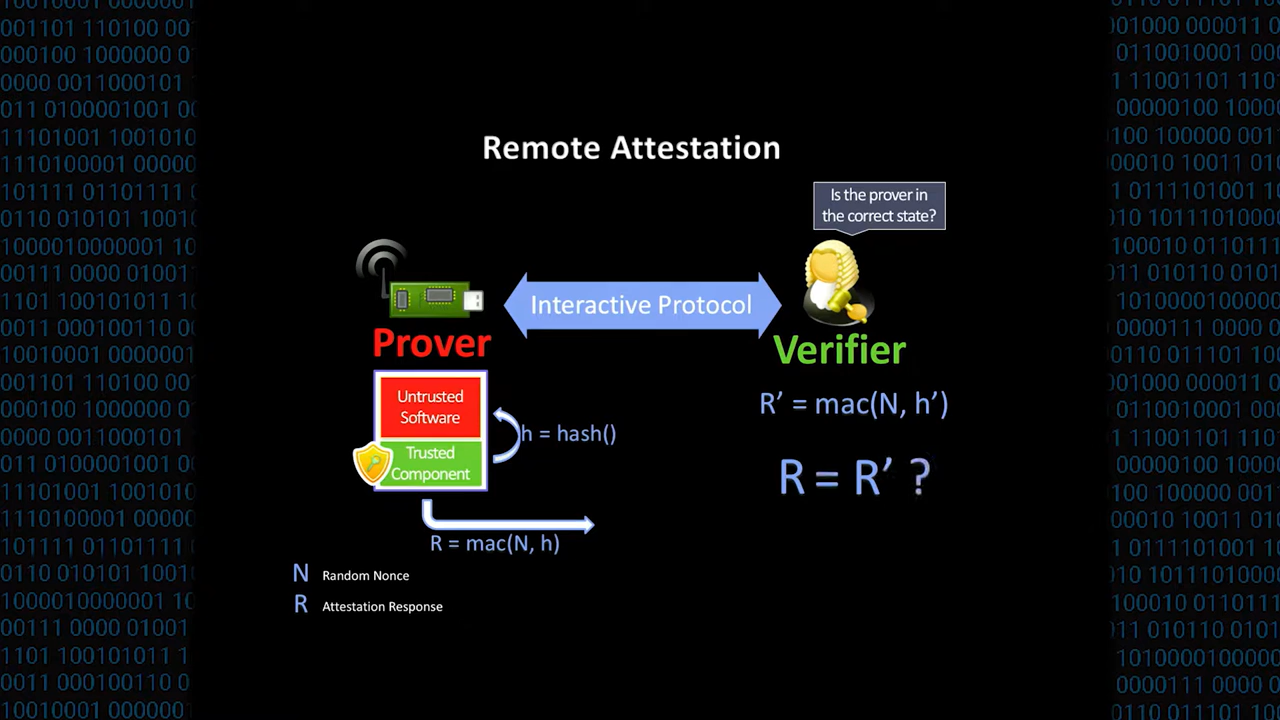 Remote Attestation
Is the prover in
the correct state?
Interactive Protocol
Prover
Verifier
Untrusted
Software
Trusted
Component
h = hash()
R = mac(N, h)
R’ = mac(N, h’)
R = R’ ?
N Random Nonce
R Attestation Response